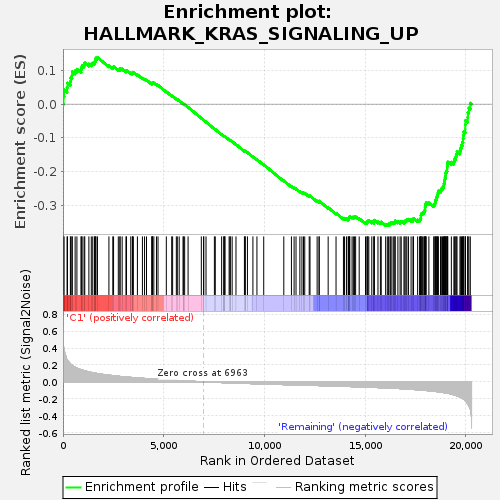 Enrichment plot:
HALLMARK_KRAS_SIGNALING_UP
Enrichment score (ES)
0.1
0.0
-0.1
-0.2
-0.3
'C1' (positively correlated)
Ranked list metric (Signal2Noise)
0.8
0.6
0.4
0.2
0.0
-0.2
-0.4
-0.6
Zero cross at 6963
'Remaining' (negatively correlated)
0
5,000
10,000
15,000
20,000
Rank in Ordered Dataset
Enrichment profile
Hits
Ranking metric scores